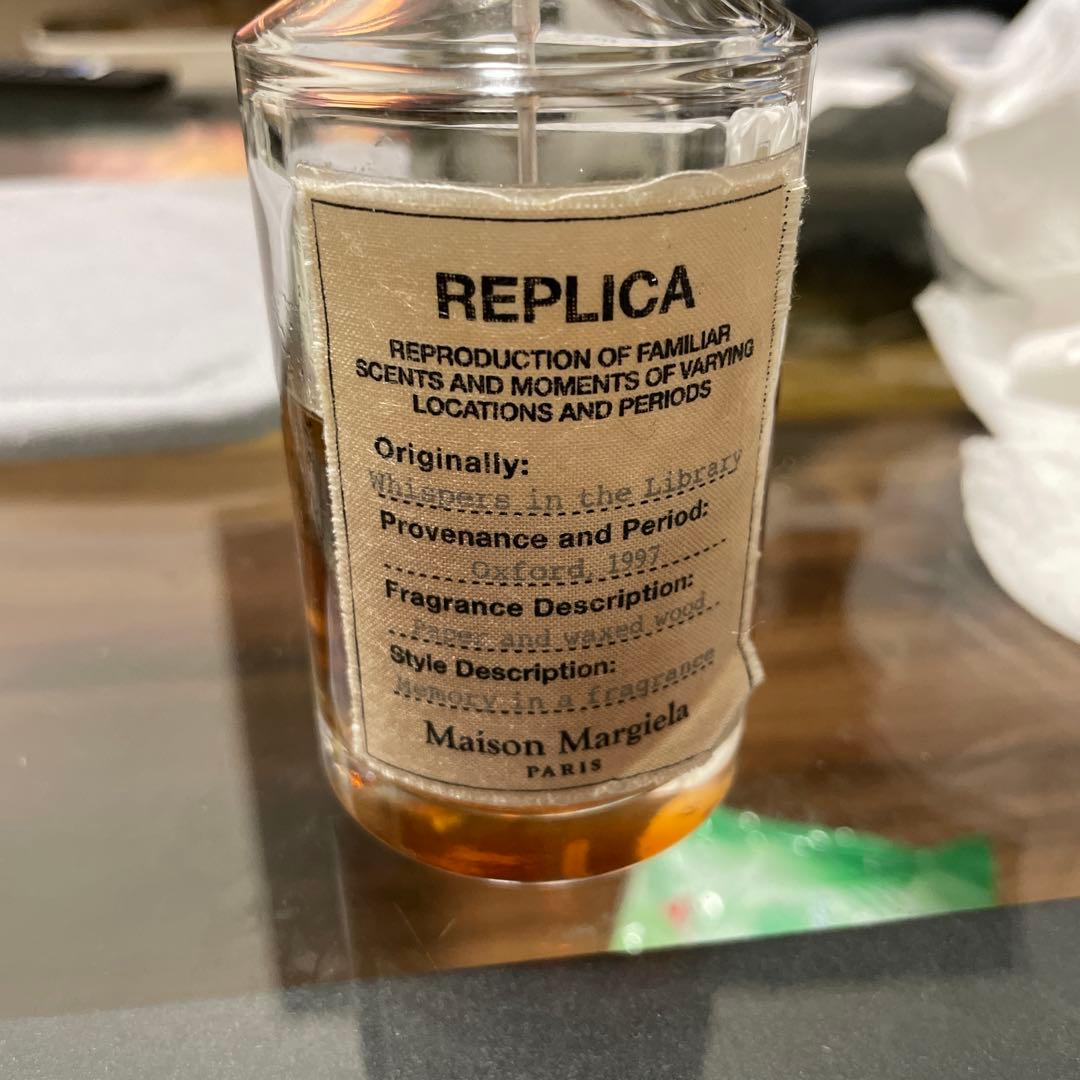 REPLICA
REPRODUCTION OF FAMILIAR
SCENTS AND MOMENTS OF VARYING
LOCATIONS AND PERIODS
Originally:
Whispers in the Library
Provenance and Period:
Oxford, 1997
Fragrance Description:
Paper and waxed wood
Style Description:
Memory in a fragrance
Maison Margiela
PARIS